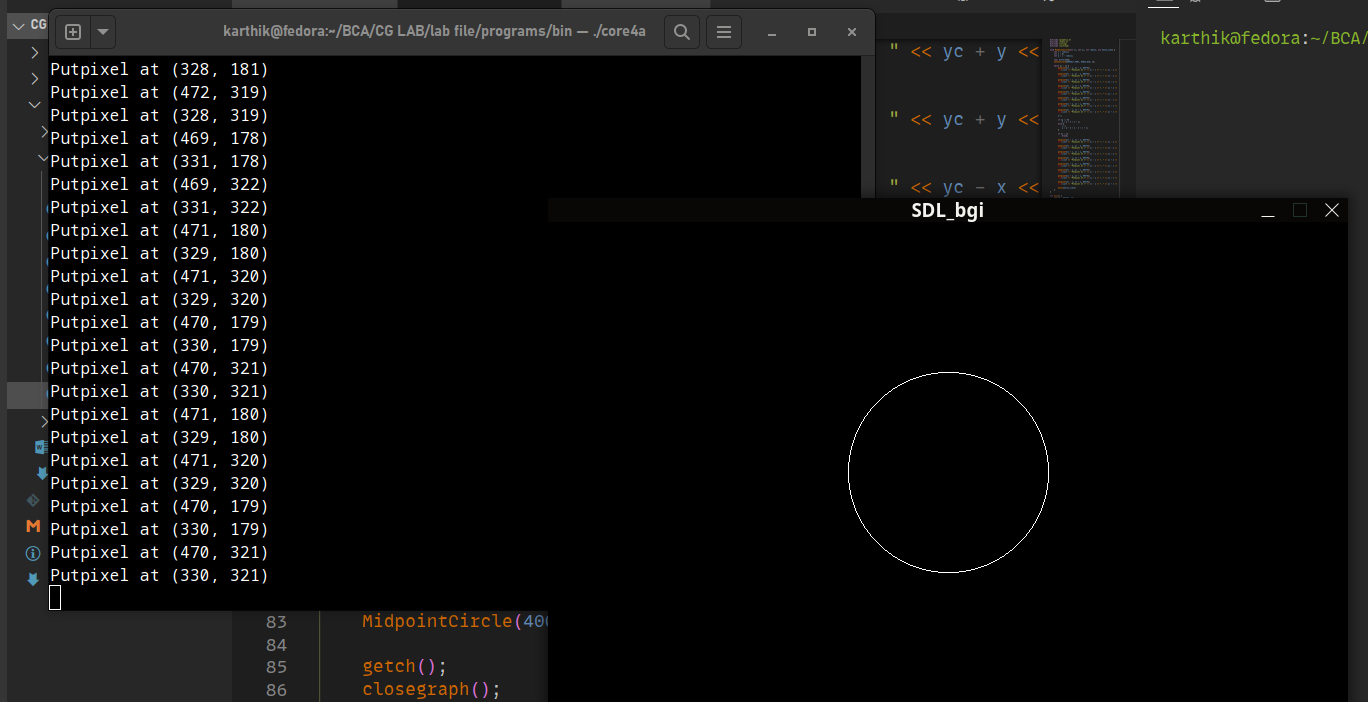 CG
karthik@fedora:~/BCA/CG LAB/lab file/programs/bin — ./core4a
Putpixel at (328, 181)
Putpixel at (472, 319)
Putpixel at (328, 319)
Putpixel at (469, 178)
Putpixel at (331, 178)
Putpixel at (469, 322)
Putpixel at (331, 322)
Putpixel at (471, 180)
Putpixel at (329, 180)
Putpixel at (471, 320)
Putpixel at (329, 320)
Putpixel at (470, 179)
Putpixel at (330, 179)
Putpixel at (470, 321)
Putpixel at (330, 321)
Putpixel at (471, 180)
Putpixel at (329, 180)
Putpixel at (471, 320)
Putpixel at (329, 320)
Putpixel at (470, 179)
Putpixel at (330, 179)
Putpixel at (470, 321)
Putpixel at (330, 321)
" << yc + y <<
" << yc + y <<
" << yc - x <<
karthik@fedora:~/BCA/
SDL_bgi
83 MidpointCircle(400
84
85 getch();
86 closegraph();